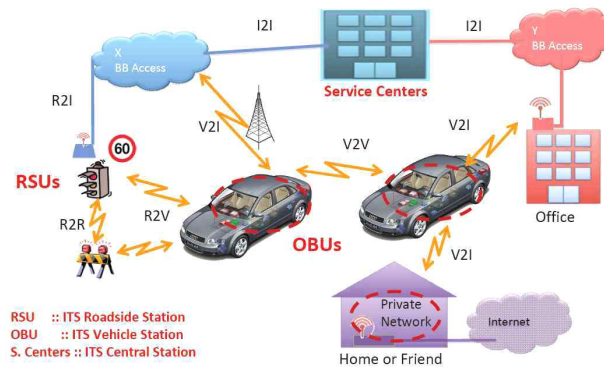 I2I
I2I
X
BB Access
Y
BB Access
Service Centers
R2I
V2I
V2V
V2I
60
RSUs
R2V
R2R
OBUs
Office
V2I
Private
Network
Internet
Home or Friend
RSU :: ITS Roadside Station
OBU :: ITS Vehicle Station
S. Centers :: ITS Central Station